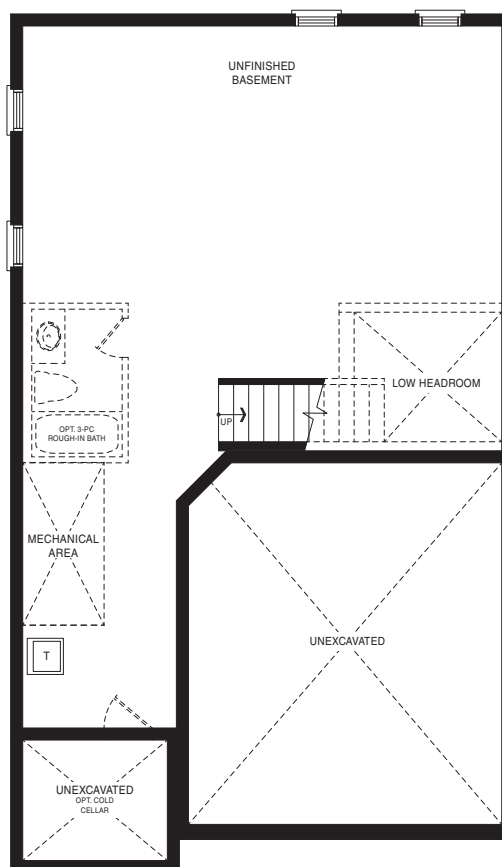 UNFINISHED
BASEMENT
LOW HEADROOM
UP
OPT. 3-PC
ROUGH-IN BATH
MECHANICAL
AREA
UNEXCAVATED
T
UNEXCAVATED
OPT. COLD
CELLAR